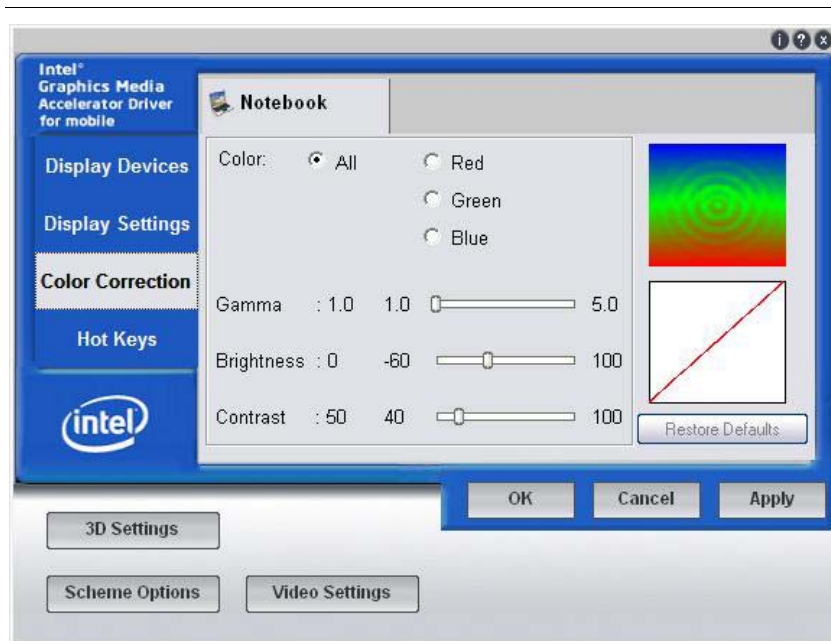 Intel®
Graphics Media
Accelerator Driver
for mobile
Notebook
Display Devices
Display Settings
Color Correction
Hot Keys
intel
Color: All Red
Green
Blue
Gamma : 1.0 1.0 5.0
Brightness : 0 -60 100
Contrast : 50 40 100
Restore Defaults
OK Cancel Apply
3D Settings
Scheme Options Video Settings